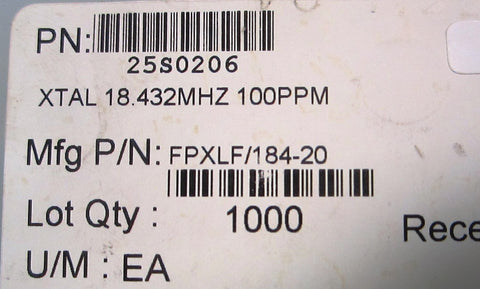 PN:
25S0206
XTAL 18.432MHZ 100PPM
Mfg P/N: FPXLF/184-20
Lot Qty : 1000
Rece
U/M : EA